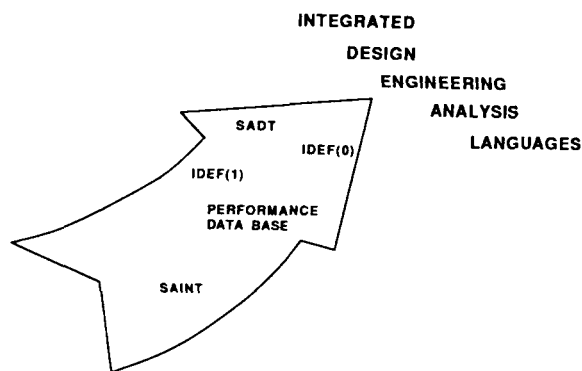 INTEGRATED
DESIGN
ENGINEERING
ANALYSIS
LANGUAGES
SADT
IDEF(0)
IDEF(1)
PERFORMANCE
DATA BASE
SAINT